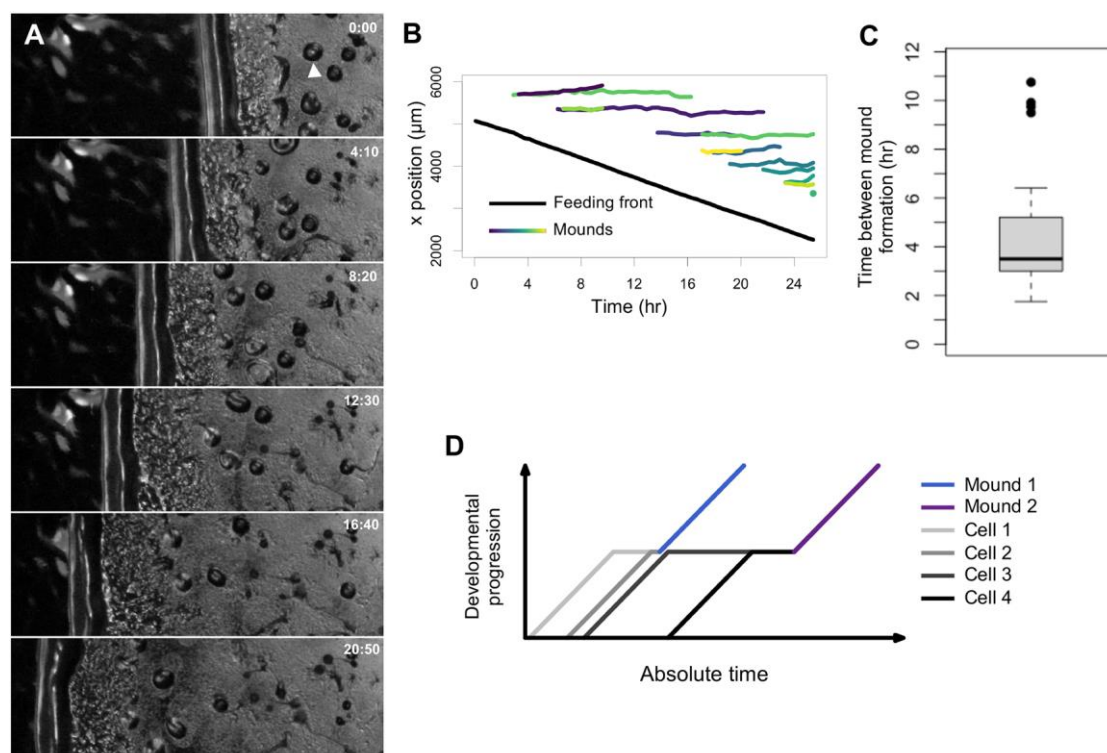 A
0:00
4:10
8:20
12:30
16:40
20:50
B
x position (µm)
6000
4000
2000
Feeding front
Mounds
0
4
8
12
16
20
24
Time (hr)
C
Time between mound
formation (hr)
12
10
8
6
4
2
0
D
Developmental
progression
Absolute time
Mound 1
Mound 2
Cell 1
Cell 2
Cell 3
Cell 4